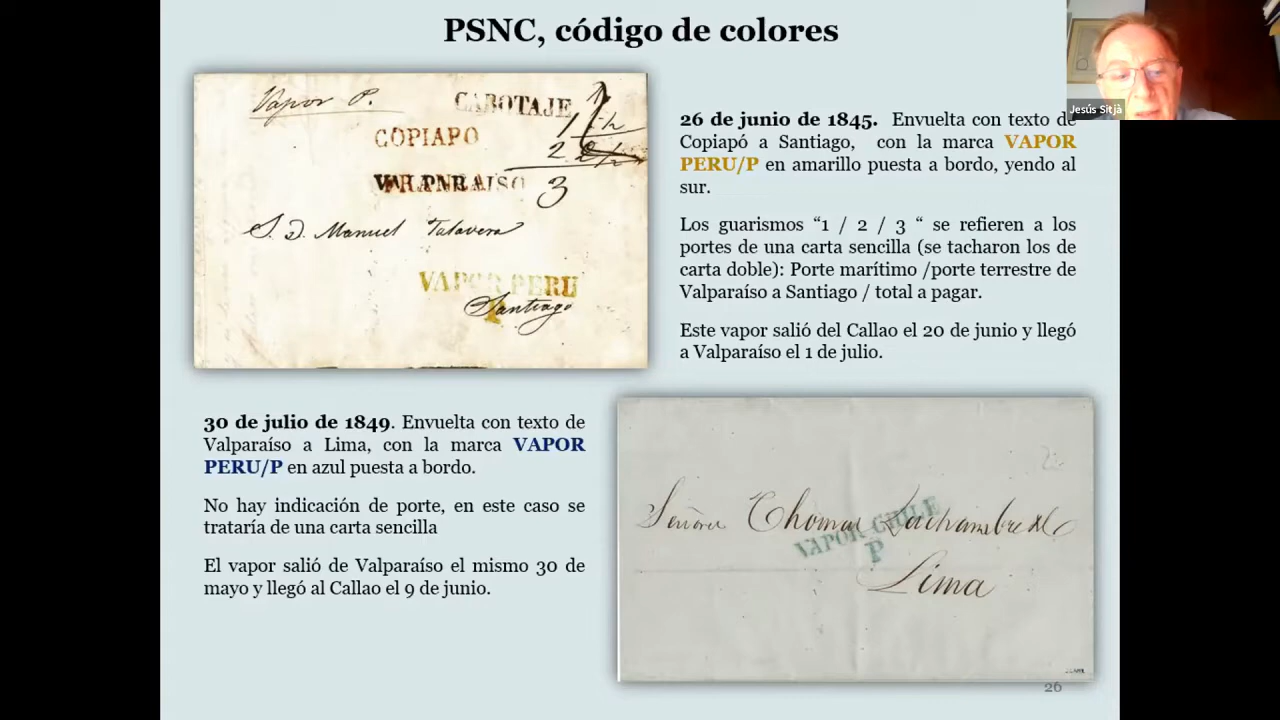 PSNC, código de colores
Jesús Sitjà
Vapor P.
CABOTAJE
COPIAPO
1
2
VALPARAISO
3
S. D. Manuel Talavera
VAPOR PERU
Santiago
26 de junio de 1845. Envuelta con texto de
Copiapó a Santiago, con la marca VAPOR
PERU/P en amarillo puesta a bordo, yendo al
sur.
Los guarismos “1 / 2 / 3 “ se refieren a los
portes de una carta sencilla (se tacharon los de
carta doble): Porte marítimo /porte terrestre de
Valparaíso a Santiago / total a pagar.
Este vapor salió del Callao el 20 de junio y llegó
a Valparaíso el 1 de julio.
30 de julio de 1849. Envuelta con texto de
Valparaíso a Lima, con la marca VAPOR
PERU/P en azul puesta a bordo.
No hay indicación de porte, en este caso se
trataría de una carta sencilla
El vapor salió de Valparaíso el mismo 30 de
mayo y llegó al Callao el 9 de junio.
Señor Thomas
VAPOR CHILE
P
Lima
26